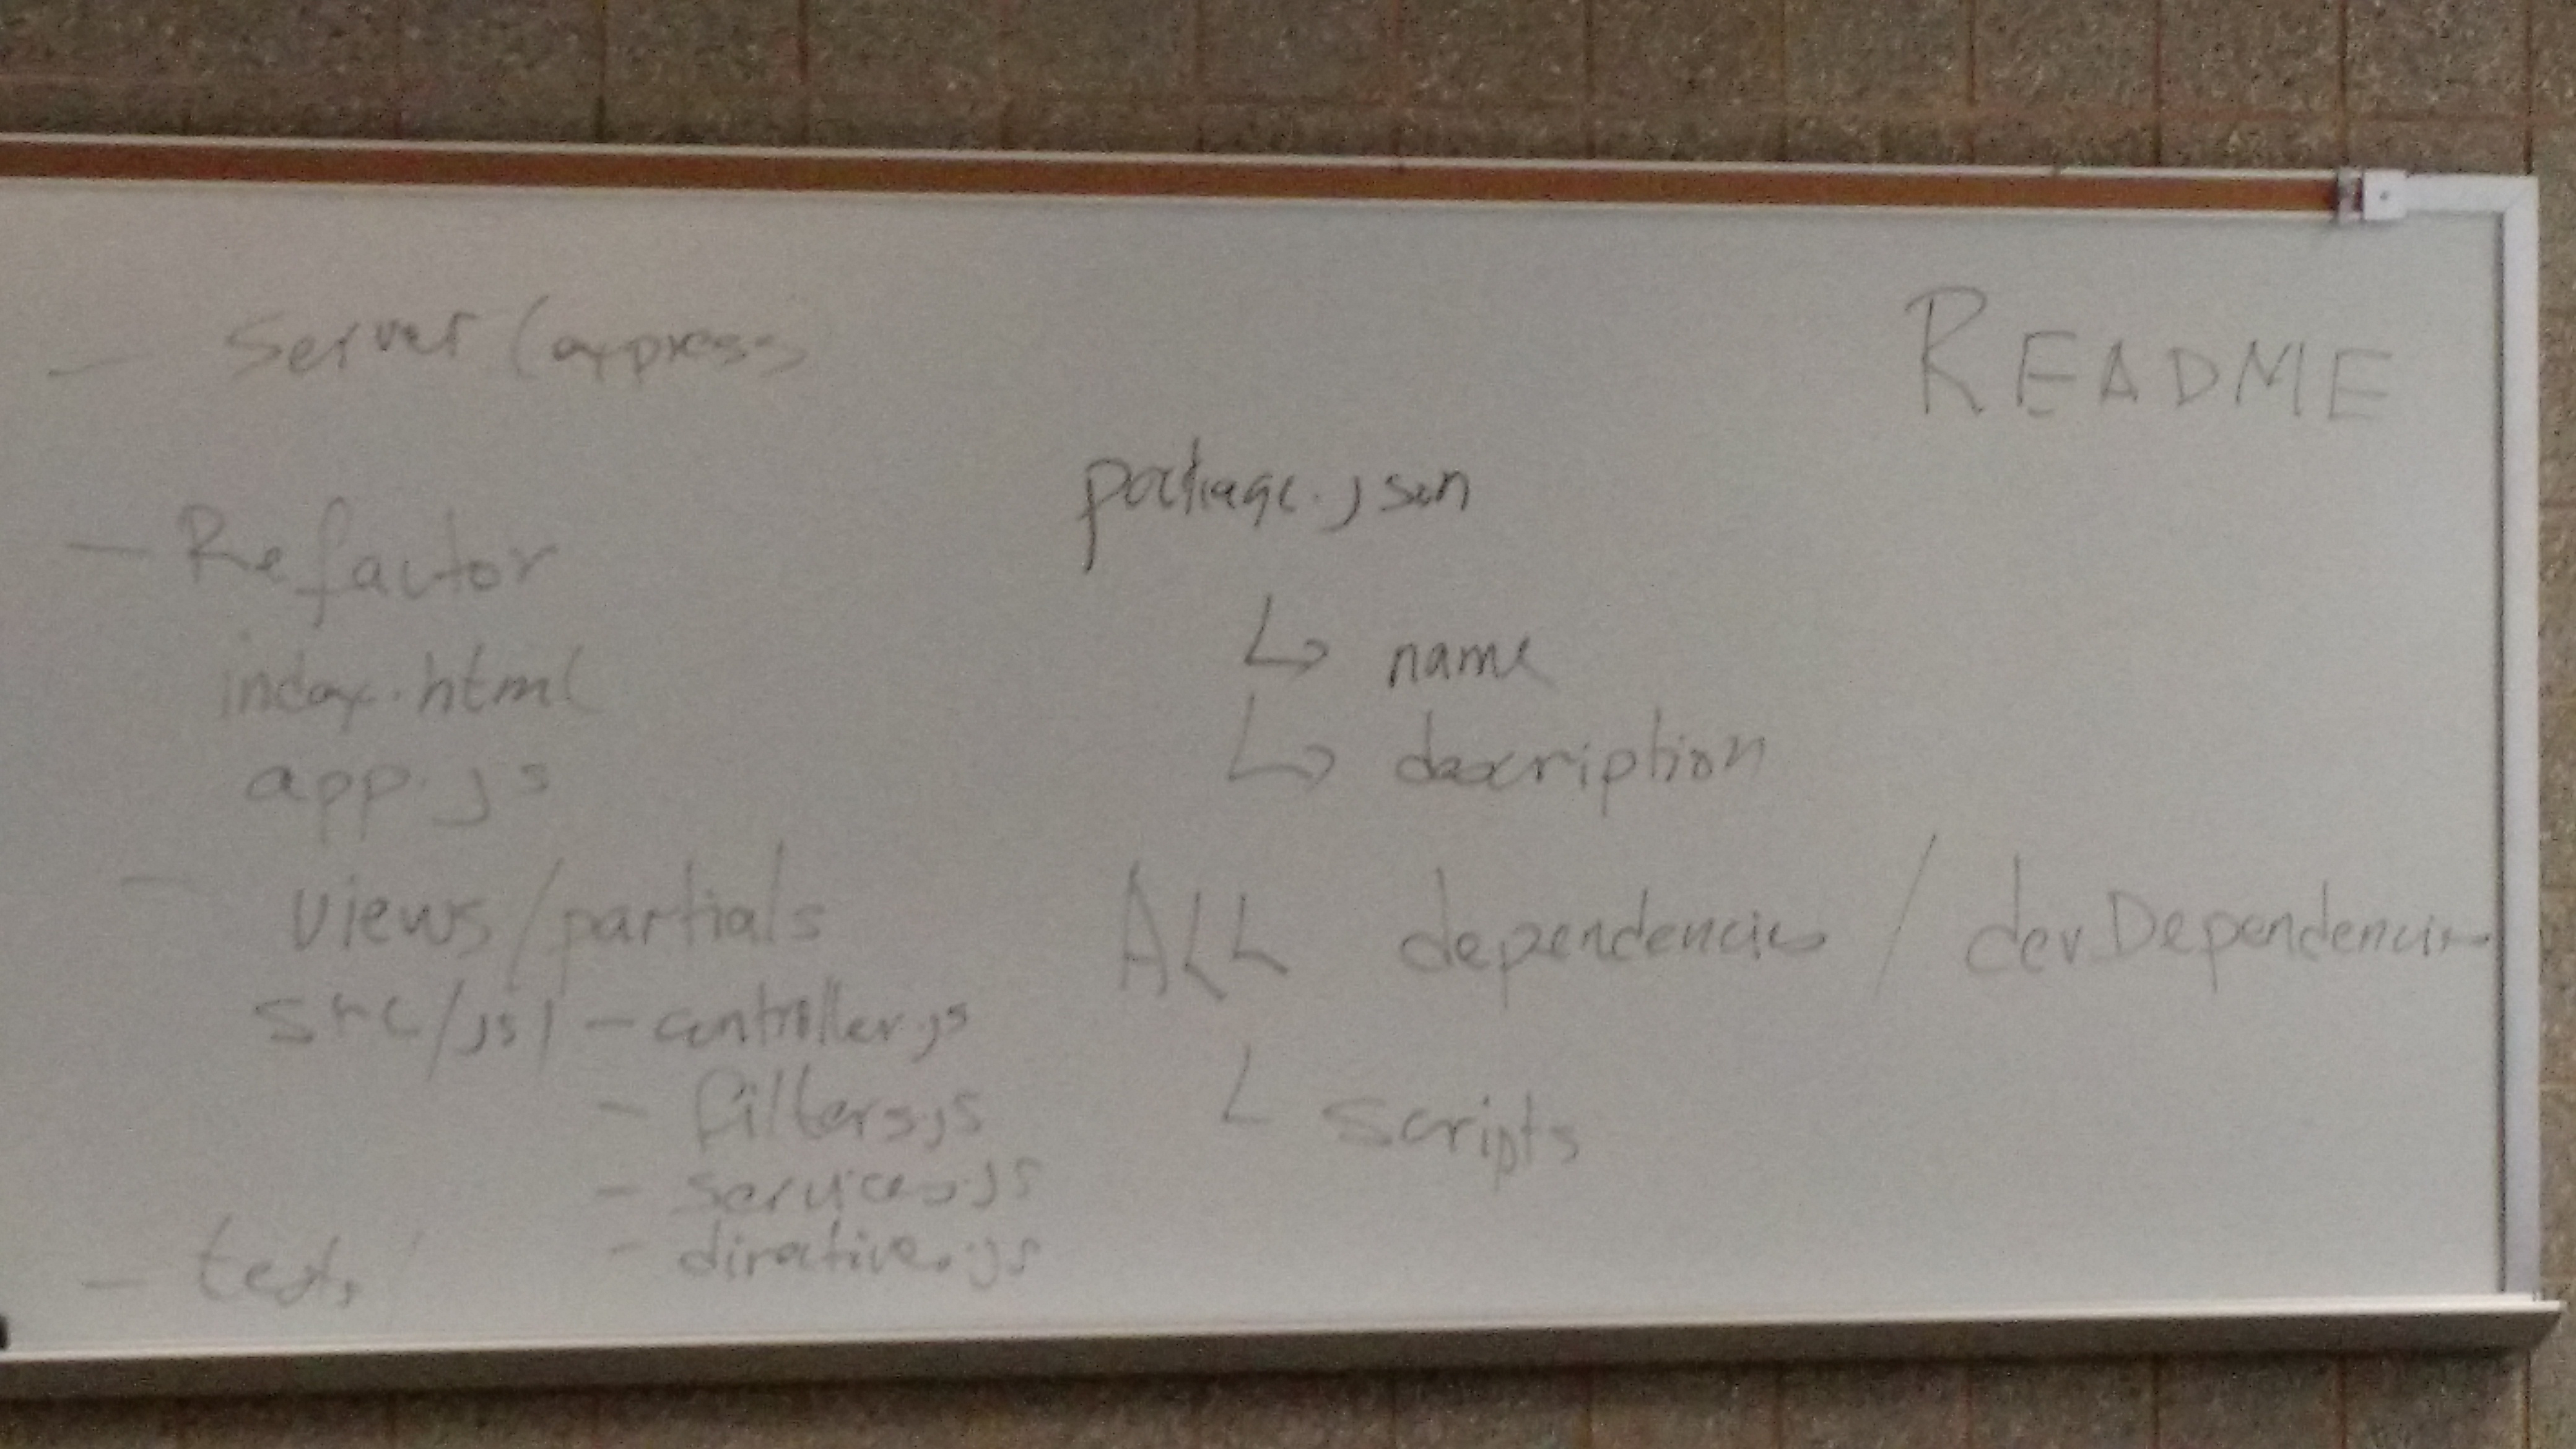 - Server (express)
- Refactor
index.html
app.js
- views/partials
src/js/ - controller.js
- filters.js
- services.js
- directives.js
- tests
package.json
↳ name
↳ description
ALL dependencies / devDependencies
└ scripts
README